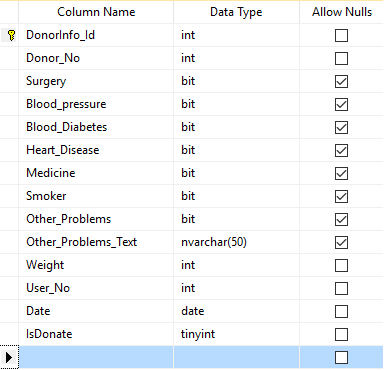 Column Name Data Type Allow Nulls
DonorInfo_Id int
Donor_No int
Surgery bit
Blood_pressure bit
Blood_Diabetes bit
Heart_Disease bit
Medicine bit
Smoker bit
Other_Problems bit
Other_Problems_Text nvarchar(50)
Weight int
User_No int
Date date
IsDonate tinyint